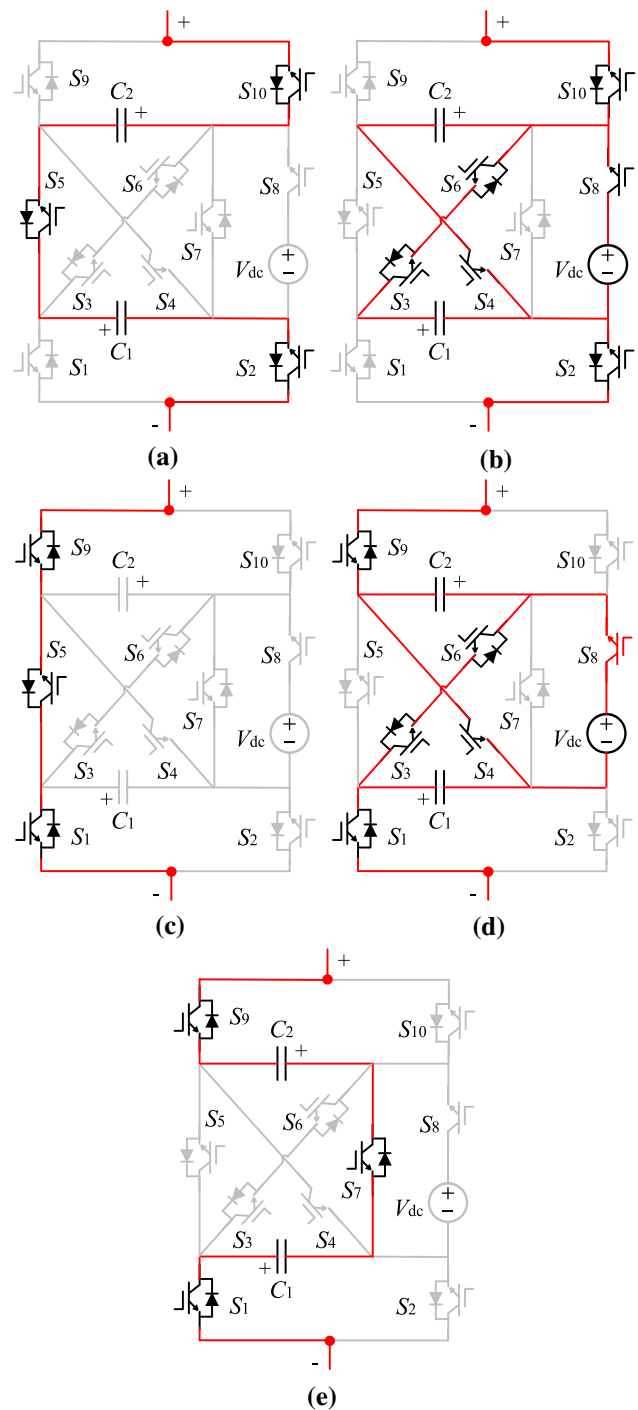 + +
S9 C2 + S10 S9 C2 + S10
S5 S6 S8 S5 S6 S8
S7 S7
Vdc + − Vdc + −
S3 S4 S3 S4
+ C1 + C1
S1 S2 S1 S2
- -
(a) (b)
+ +
S9 C2 + S10 S9 C2 + S10
S5 S6 S8 S5 S6 S8
S7 S7
Vdc + − Vdc + −
S3 S4 S3 S4
+ C1 + C1
S1 S2 S1 S2
- -
(c) (d)
+
S9 C2 + S10
S5 S6 S8
S7
Vdc + −
S3 S4
+ C1
S1 S2
-
(e)